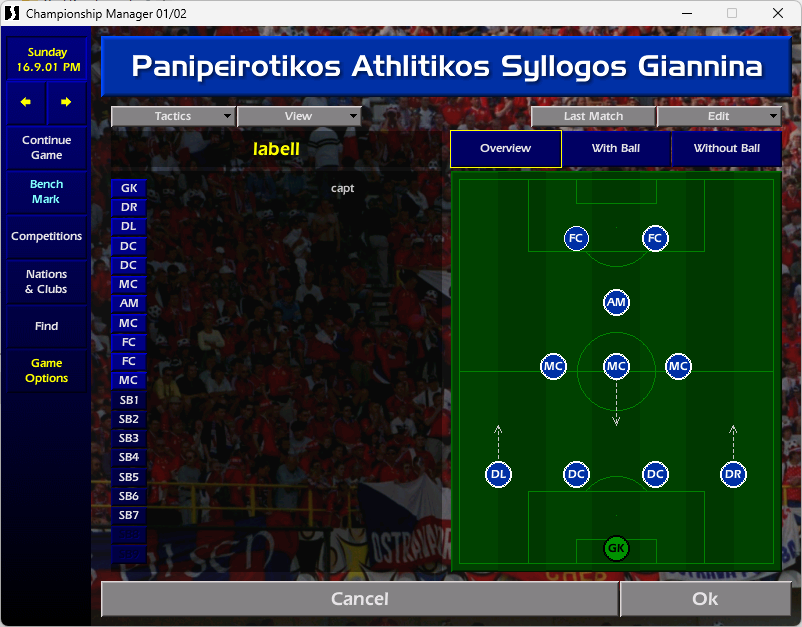 Championship Manager 01/02
Sunday
16.9.01 PM
Panipeirotikos Athlitikos Syllogos Giannina
Continue
Game
Bench
Mark
Competitions
Nations
& Clubs
Find
Game
Options
Tactics
View
Last Match
Edit
labell
Overview
With Ball
Without Ball
GK
capt
DR
DL
DC
DC
MC
AM
MC
FC
FC
MC
SB1
SB2
SB3
SB4
SB5
SB6
SB7
FC FC
AM
MC MC MC
DL DC DC DR
GK
OSTRAVA
Cancel
Ok